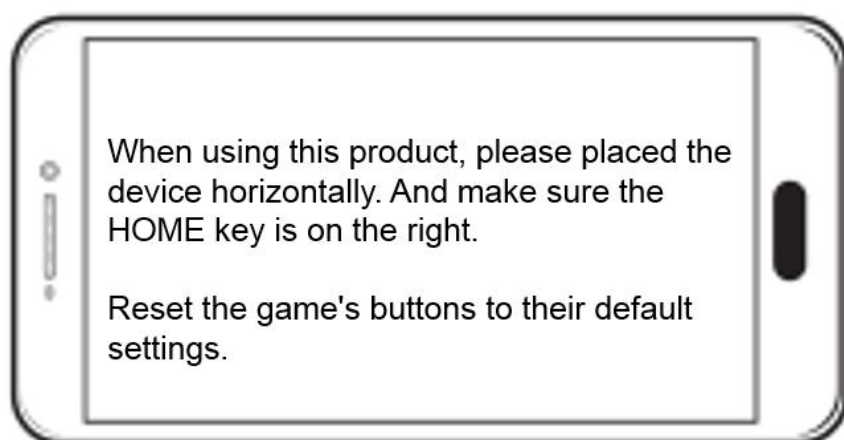 When using this product, please placed the
device horizontally. And make sure the
HOME key is on the right.
Reset the game's buttons to their default
settings.